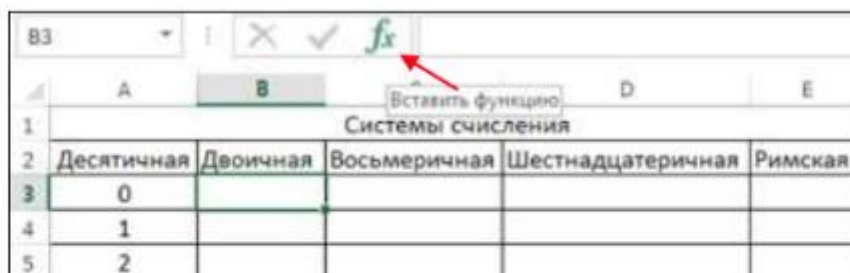 B3 fx
Вставить функцию
A B C D E
1 Системы счисления
2 Десятичная Двоичная Восьмеричная Шестнадцатеричная Римская
3 0
4 1
5 2